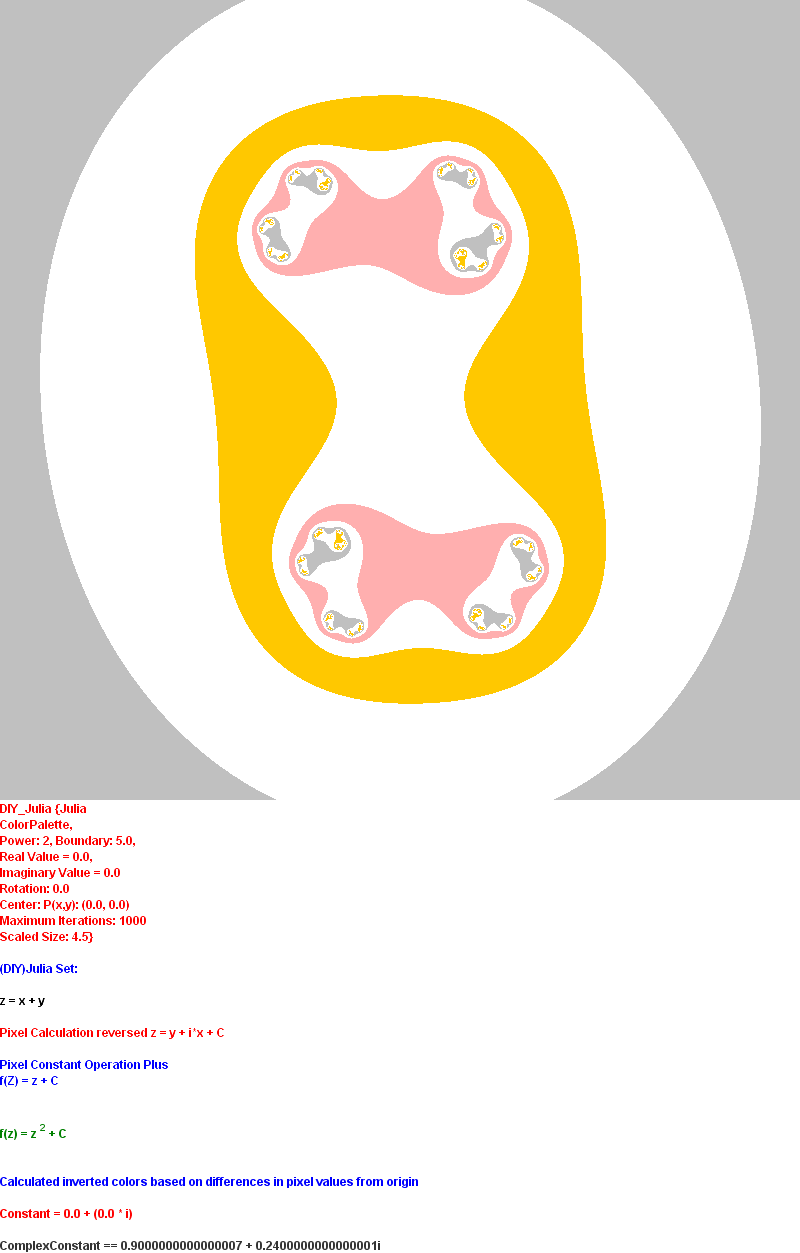 DIY_Julia {Julia
ColorPalette,
Power: 2, Boundary: 5.0,
Real Value = 0.0,
Imaginary Value = 0.0
Rotation: 0.0
Center: P(x,y): (0.0, 0.0)
Maximum Iterations: 1000
Scaled Size: 4.5}
(DIY)Julia Set:
z = x + y
Pixel Calculation reversed z = y + i*x + C
Pixel Constant Operation Plus
f(Z) = z + C
f(z) = z 2 + C
Calculated inverted colors based on differences in pixel values from origin
Constant = 0.0 + (0.0 * i)
ComplexConstant == 0.9000000000000007 + 0.2400000000000001i